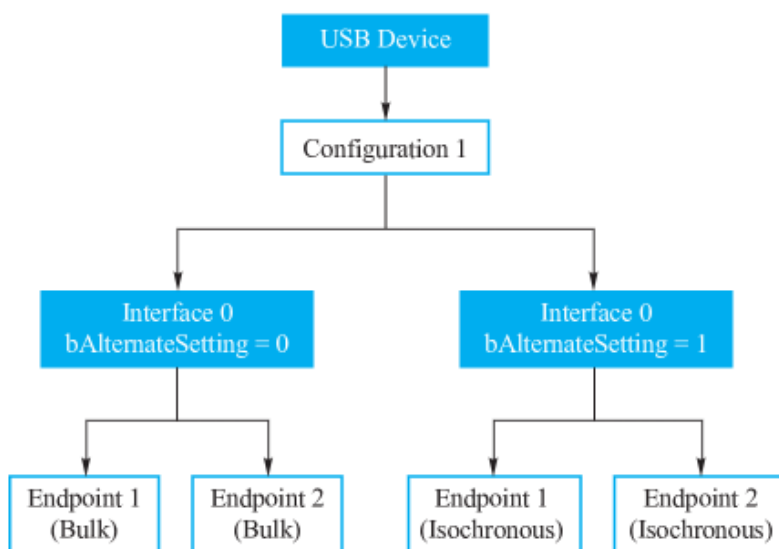 USB Device
Configuration 1
Interface 0
bAlternateSetting = 0
Interface 0
bAlternateSetting = 1
Endpoint 1
(Bulk)
Endpoint 2
(Bulk)
Endpoint 1
(Isochronous)
Endpoint 2
(Isochronous)